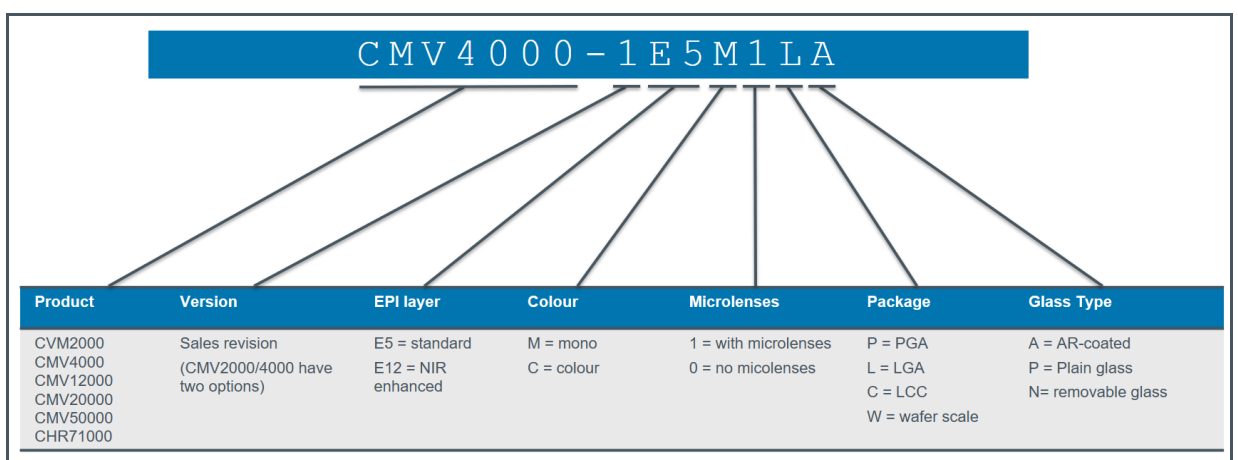 CMV4000-1E5M1LA
Product Version EPI layer Colour Microlenses Package Glass Type
CVM2000
CMV4000
CMV12000
CMV20000
CMV50000
CHR71000
Sales revision
(CMV2000/4000 have
two options)
E5 = standard
E12 = NIR
enhanced
M = mono
C = colour
1 = with microlenses
0 = no micolenses
P = PGA
L = LGA
C = LCC
W = wafer scale
A = AR-coated
P = Plain glass
N= removable glass